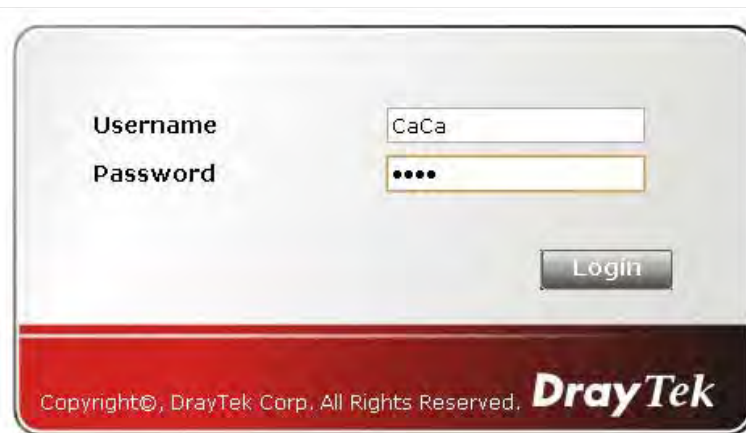 Username CaCa
Password ••••
Login
Copyright©, DrayTek Corp. All Rights Reserved. DrayTek